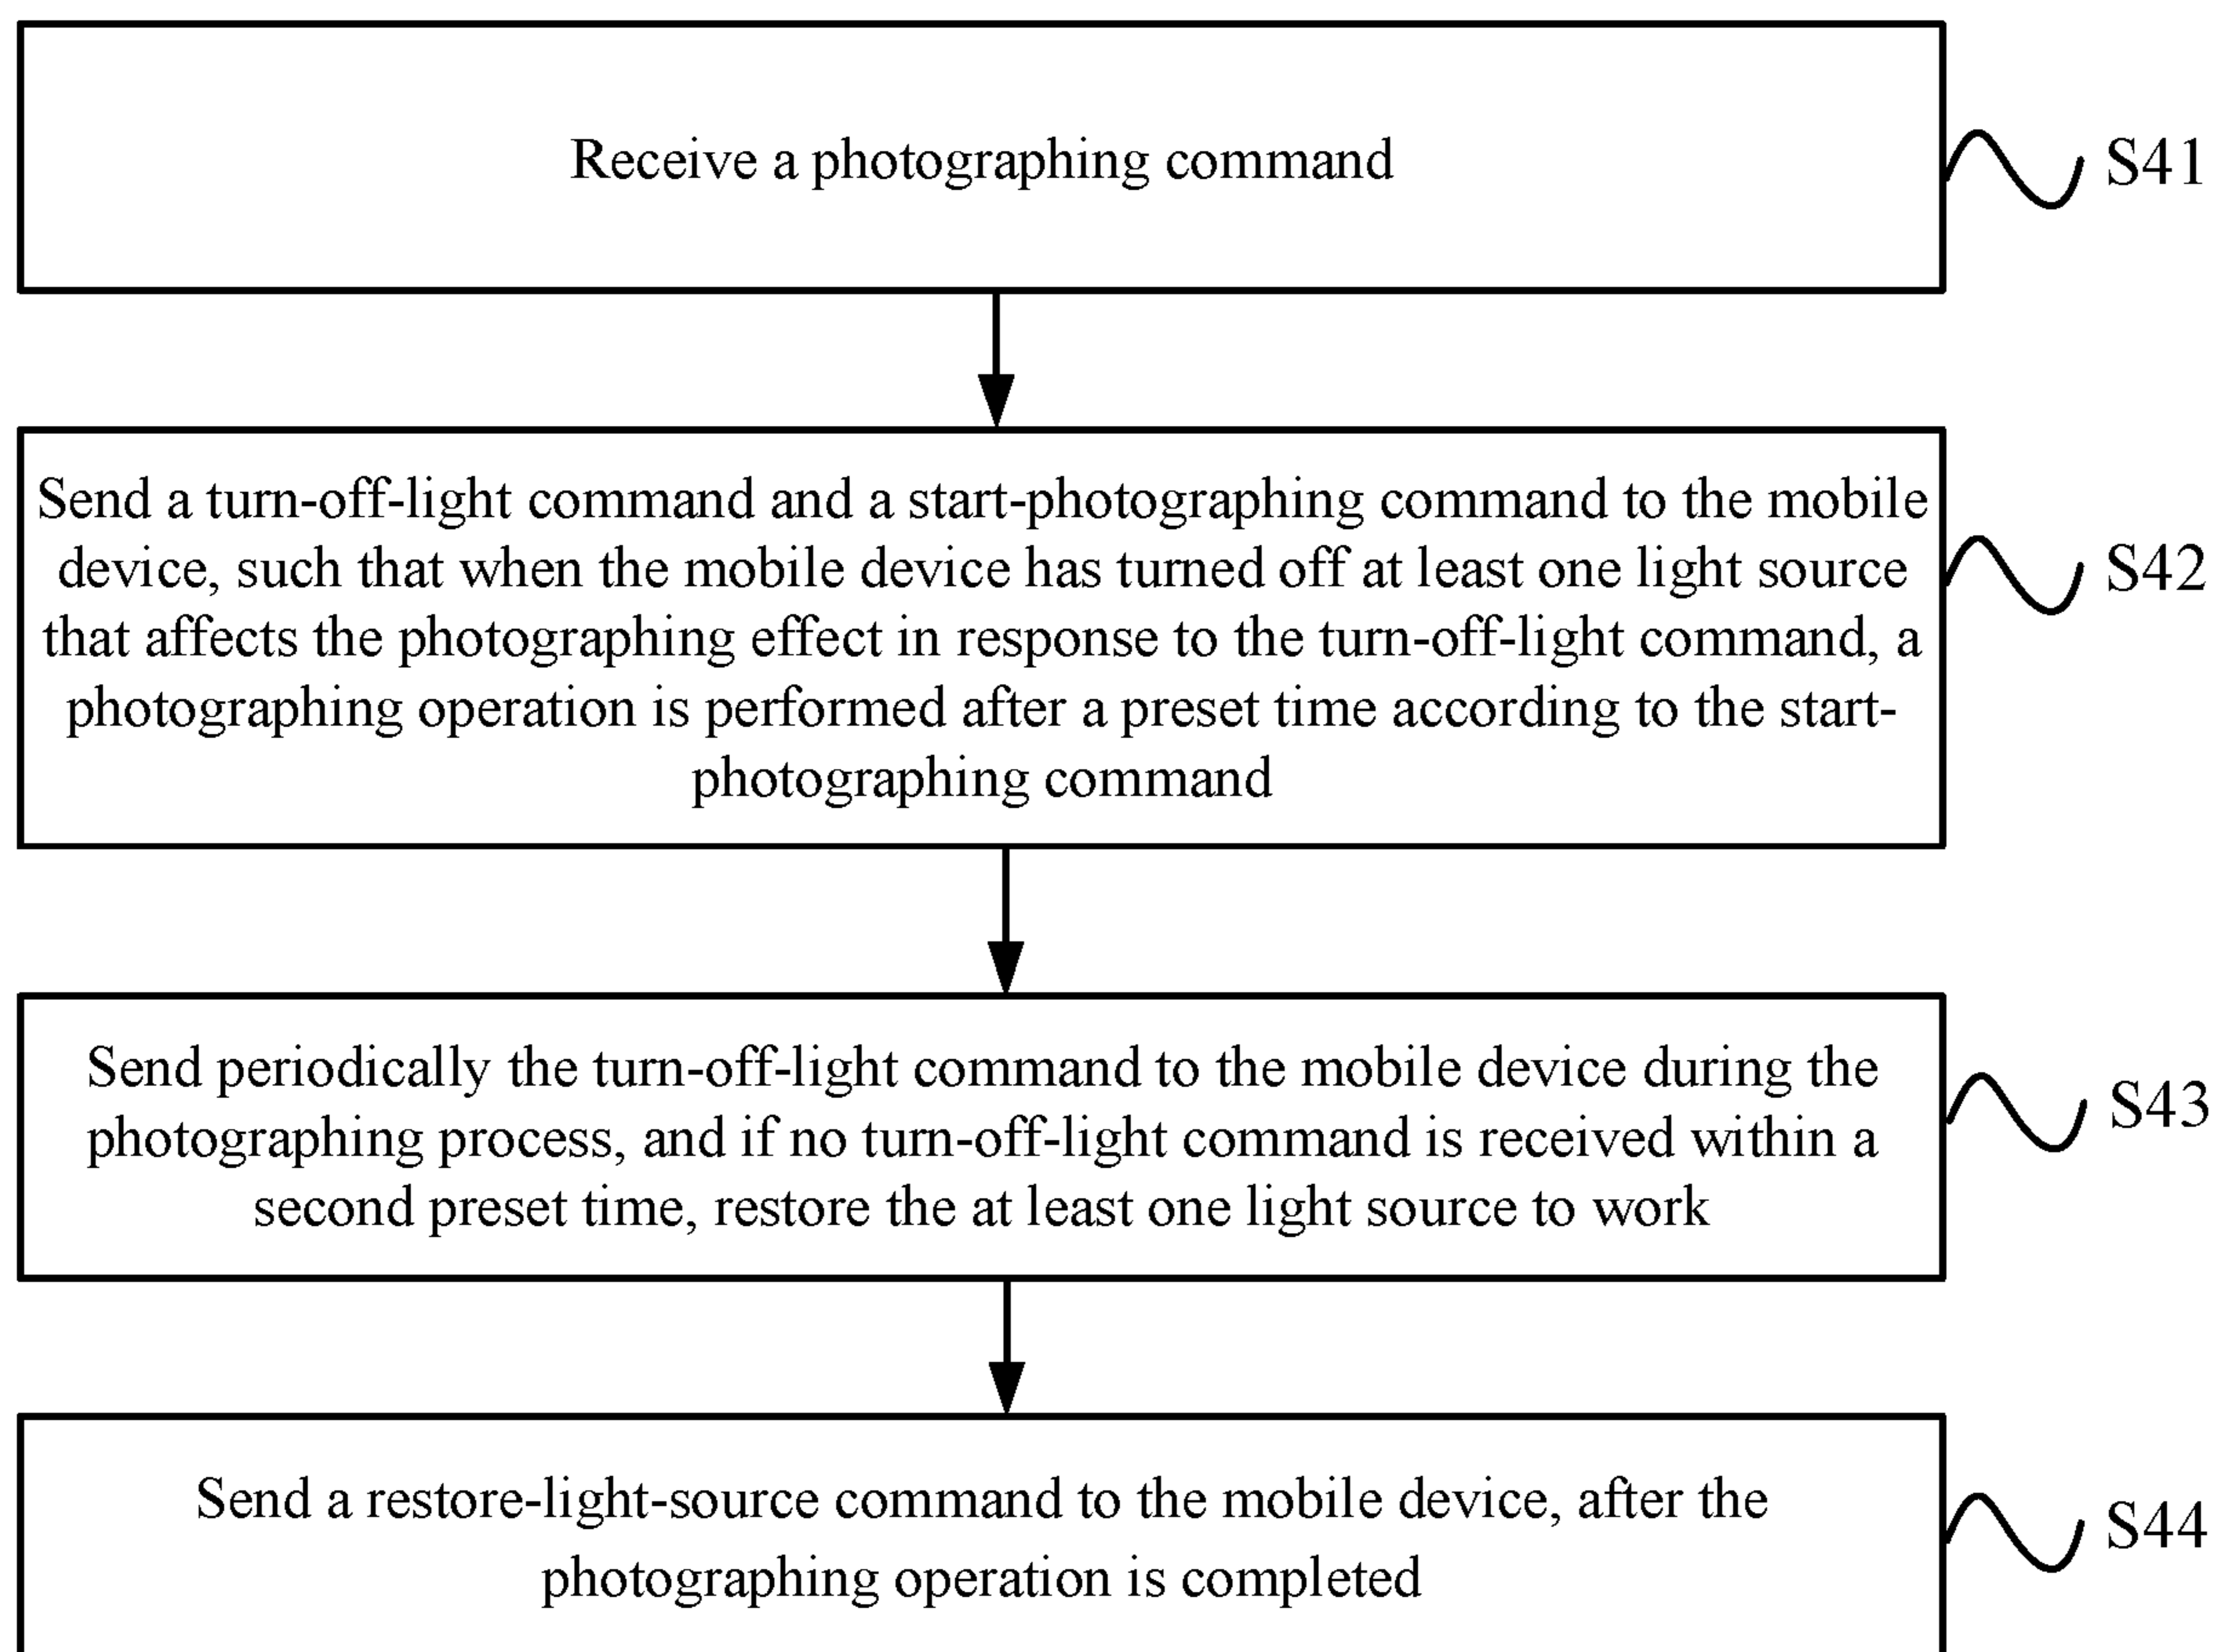 Receive a photographing command
S41
Send a turn-off-light command and a start-photographing command to the mobile
device, such that when the mobile device has turned off at least one light source
that affects the photographing effect in response to the turn-off-light command, a
photographing operation is performed after a preset time according to the start-
photographing command
S42
Send periodically the turn-off-light command to the mobile device during the
photographing process, and if no turn-off-light command is received within a
second preset time, restore the at least one light source to work
S43
Send a restore-light-source command to the mobile device, after the
photographing operation is completed
S44